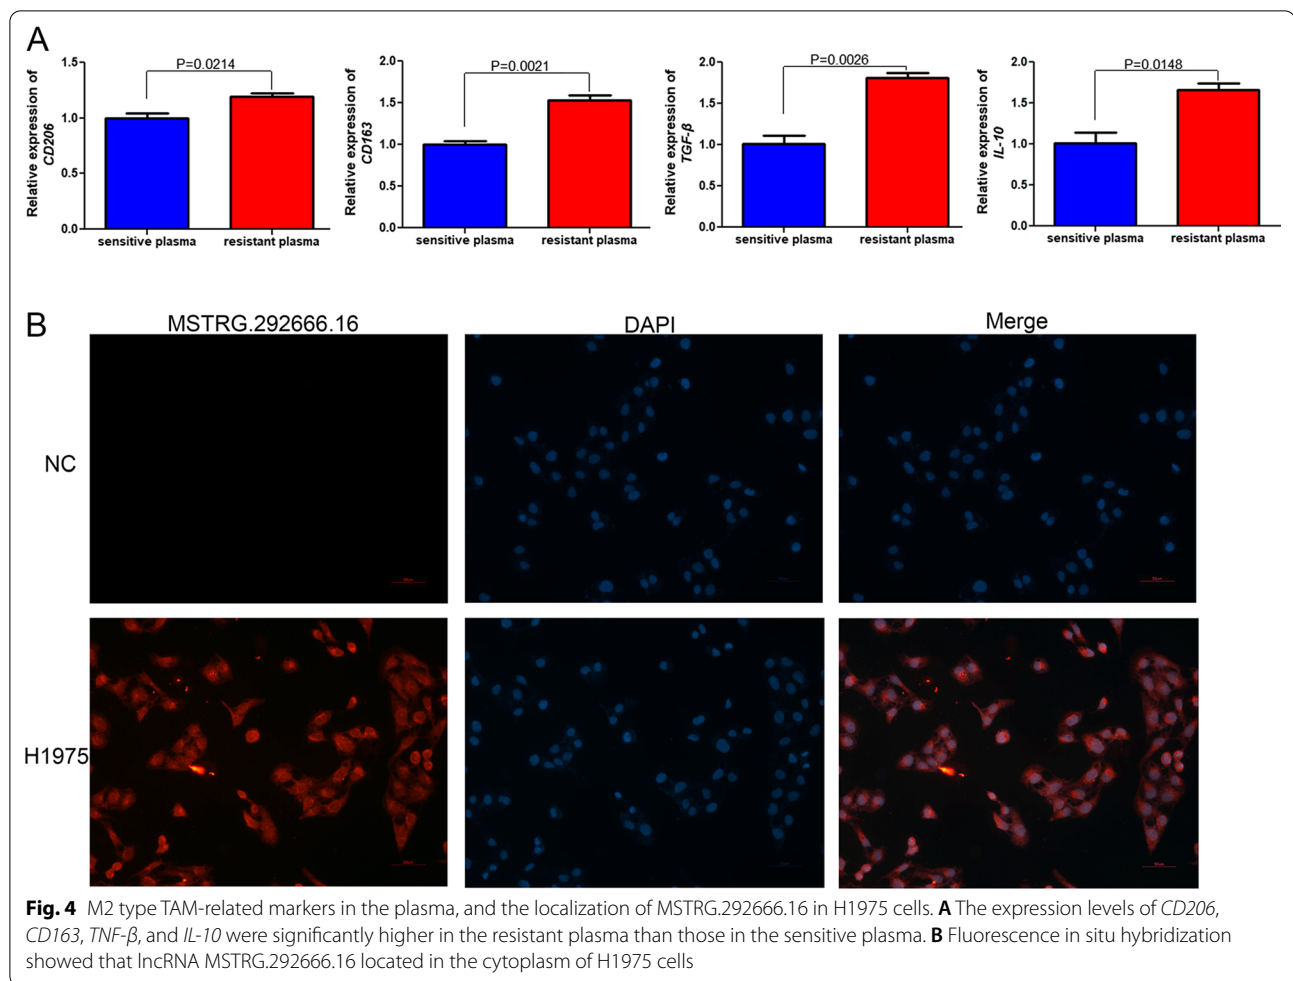 A
Relative expression of
CD206
1.5
1.0
0.5
0.0
P=0.0214
sensitive plasma
resistant plasma
Relative expression of
CD163
2.0
1.5
1.0
0.5
0.0
P=0.0021
sensitive plasma
resistant plasma
Relative expression of
TGF-β
2.0
1.5
1.0
0.5
0.0
P=0.0026
sensitive plasma
resistant plasma
Relative expression of
IL-10
2.0
1.5
1.0
0.5
0.0
P=0.0148
sensitive plasma
resistant plasma
B
MSTRG.292666.16
DAPI
Merge
NC
H1975
Fig. 4 M2 type TAM-related markers in the plasma, and the localization of MSTRG.292666.16 in H1975 cells. A The expression levels of CD206,
CD163, TNF-β, and IL-10 were significantly higher in the resistant plasma than those in the sensitive plasma. B Fluorescence in situ hybridization
showed that lncRNA MSTRG.292666.16 located in the cytoplasm of H1975 cells